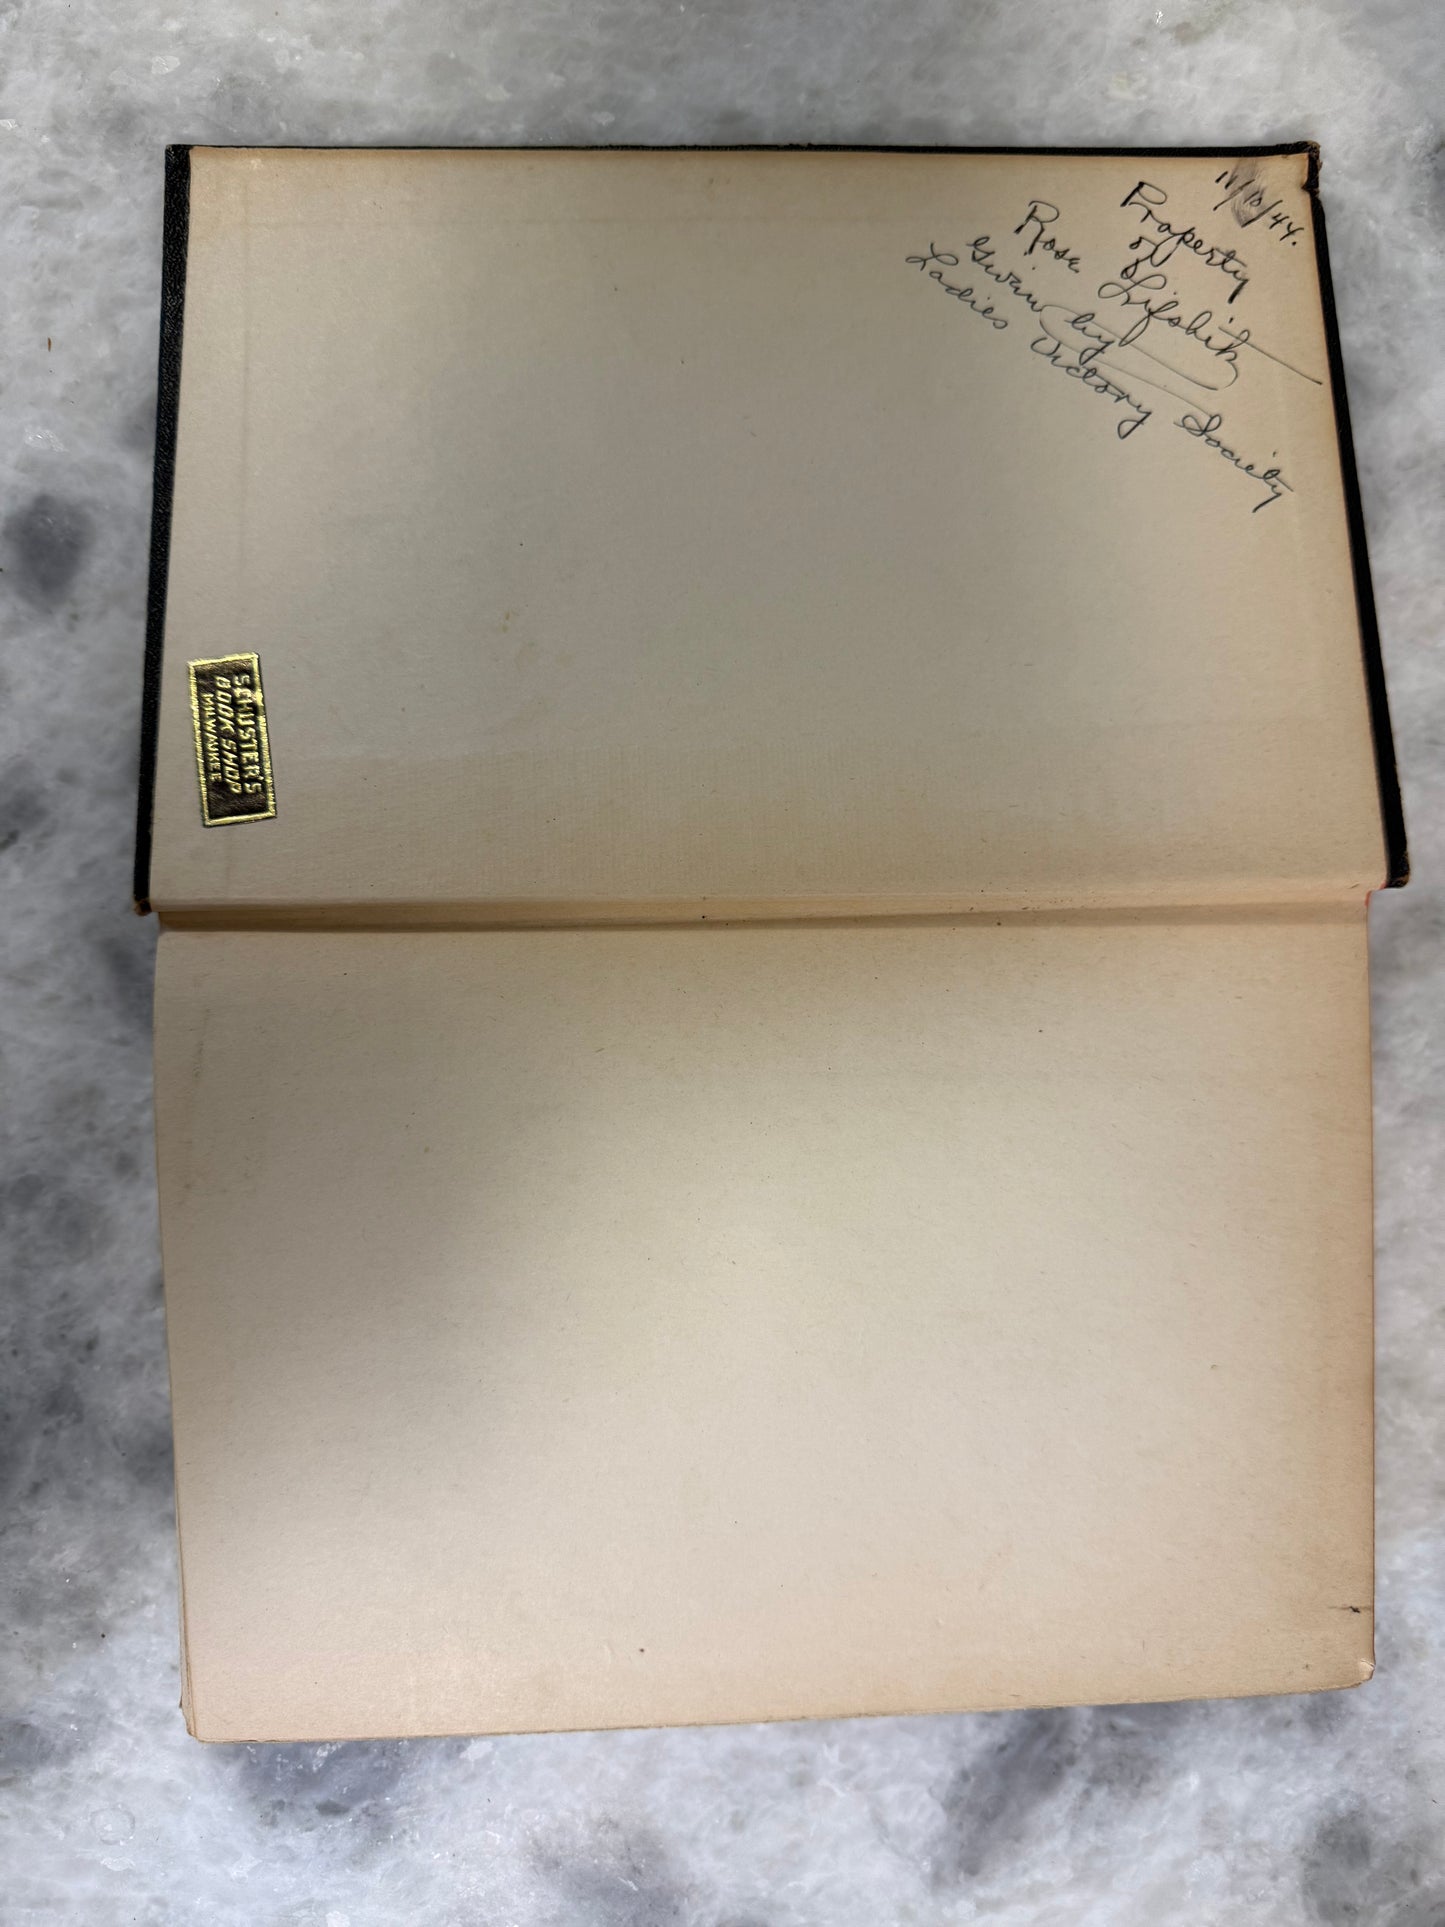 11/10/44.
Property
of
Rose Lifshitz
Given by
Ladies Victory Society
SCHUSTER'S
BOOK SHOP
MILWAUKEE